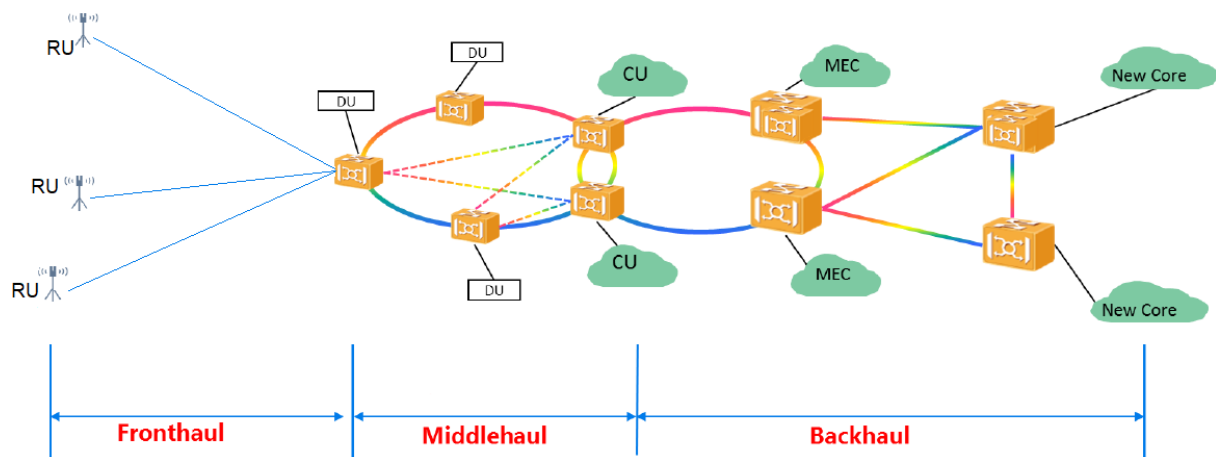 RU
DU
DU
CU
MEC
New Core
RU
RU
DU
CU
MEC
New Core
Fronthaul
Middlehaul
Backhaul